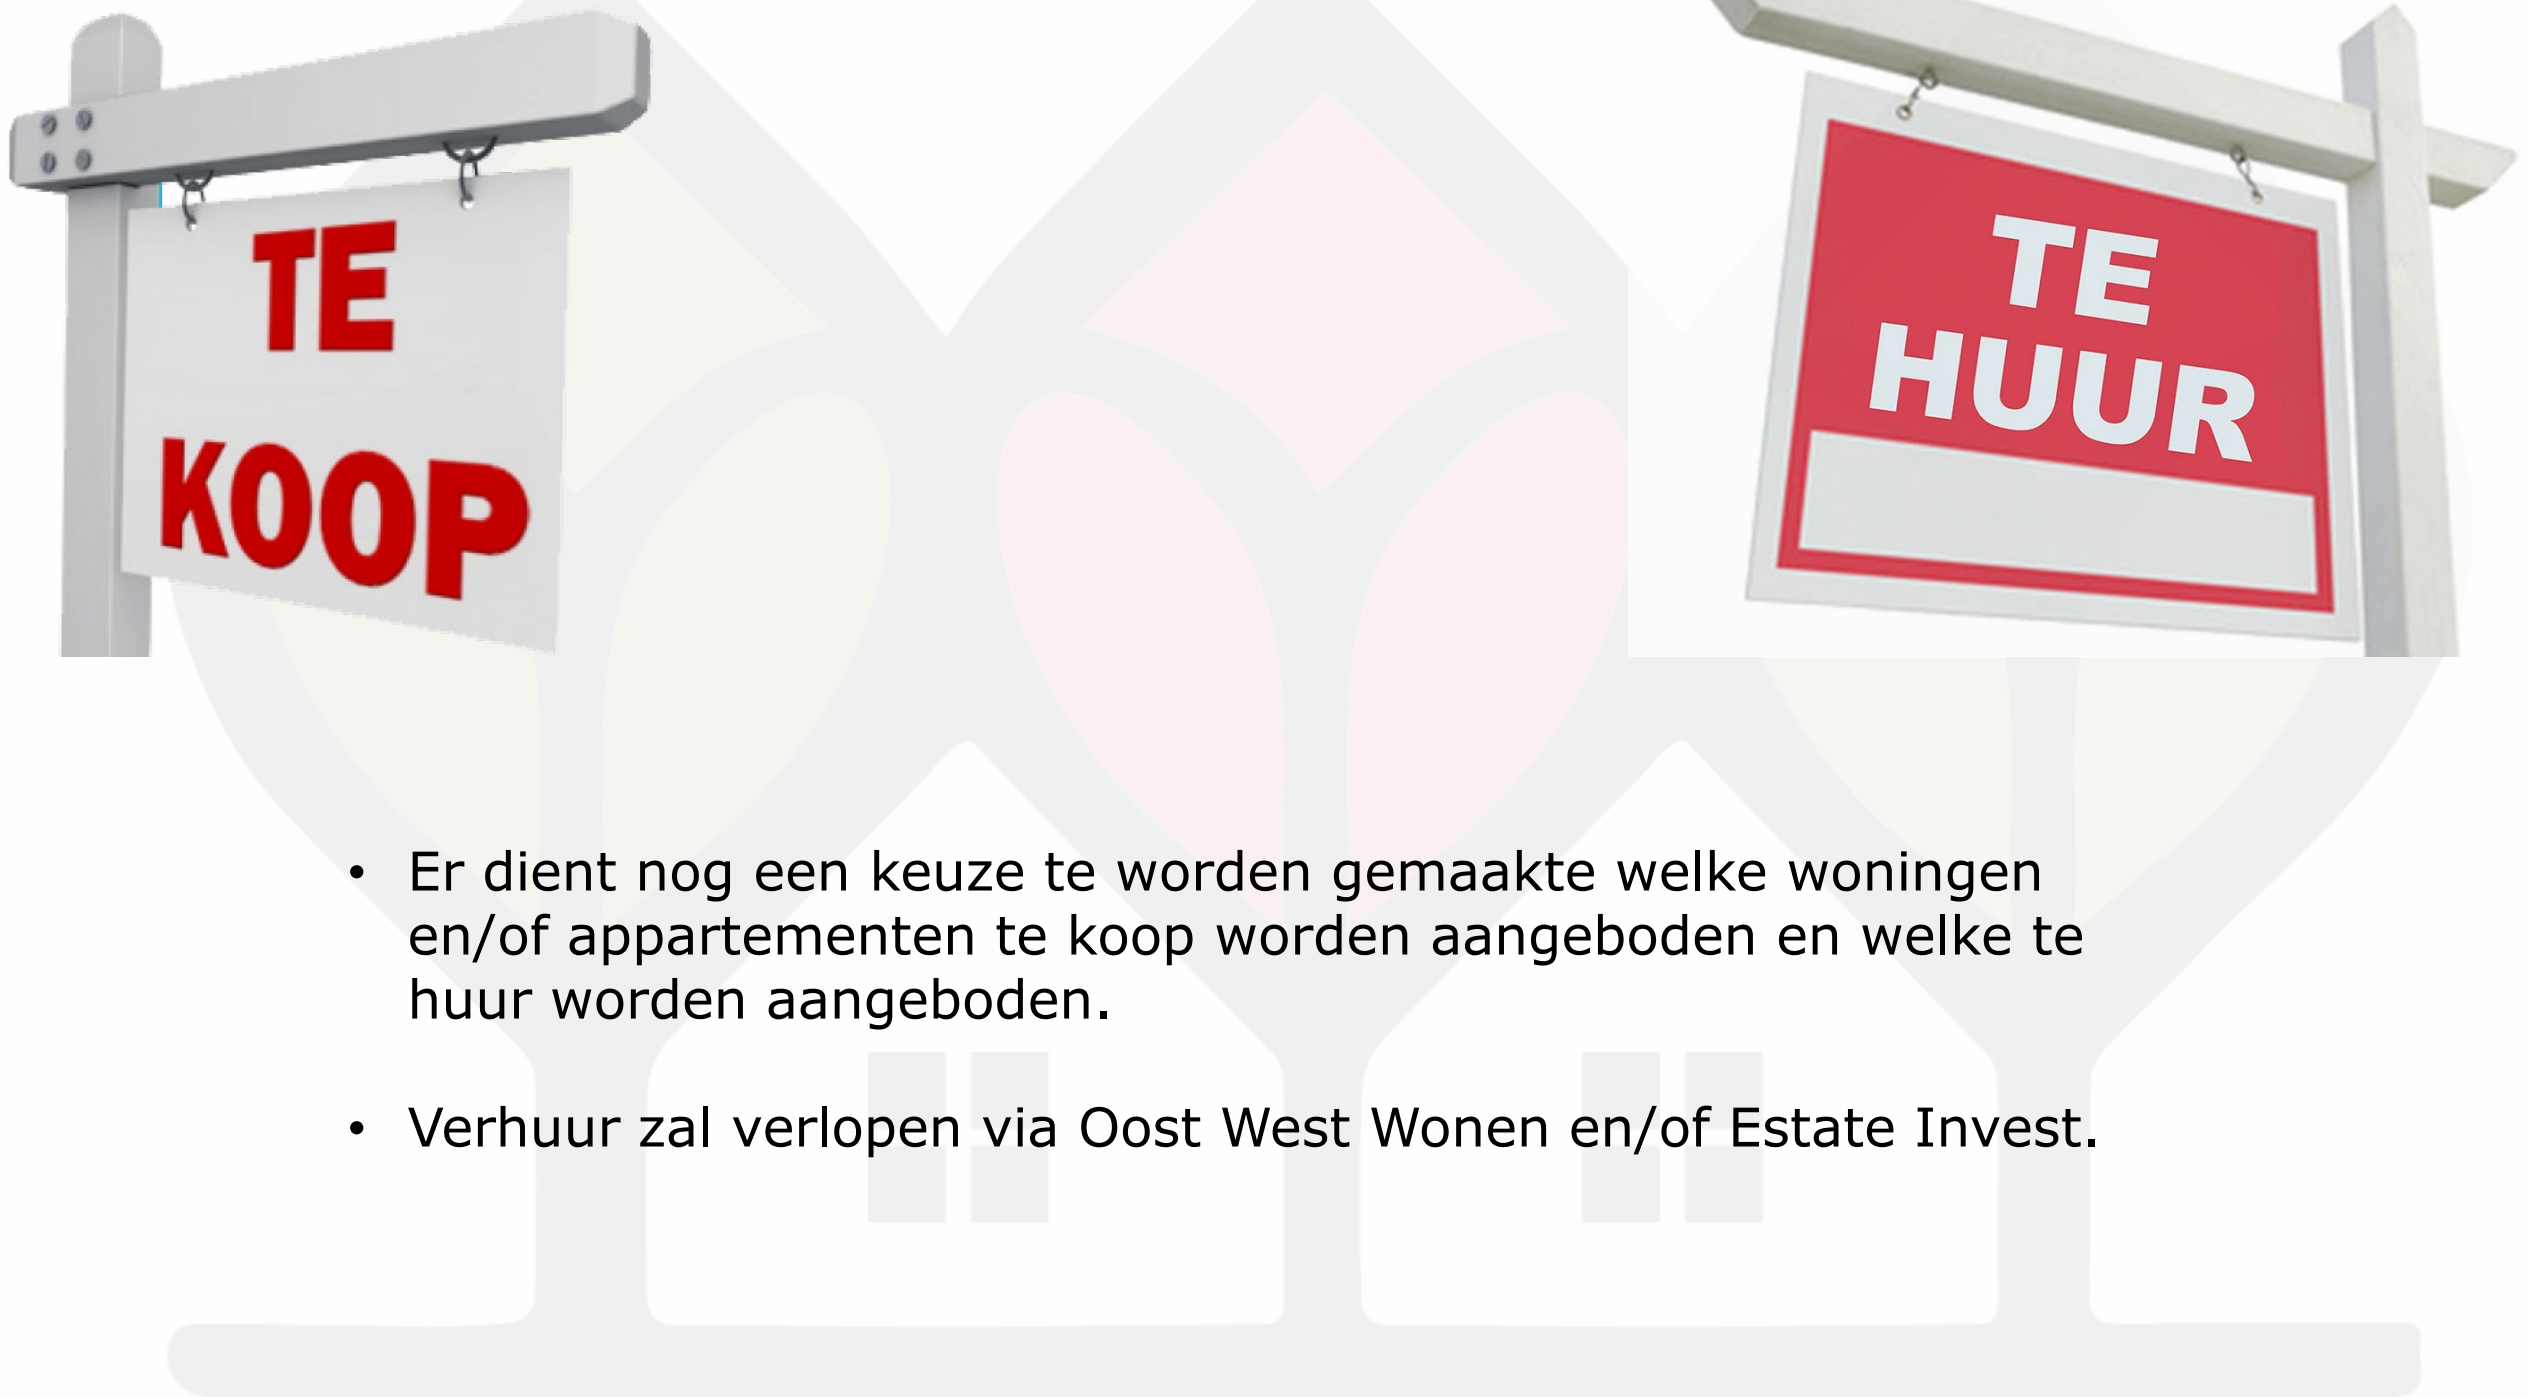 TE
KOOP
TE
HUUR
• Er dient nog een keuze te worden gemaakte welke woningen
en/of appartementen te koop worden aangeboden en welke te
huur worden aangeboden.
• Verhuur zal verlopen via Oost West Wonen en/of Estate Invest.